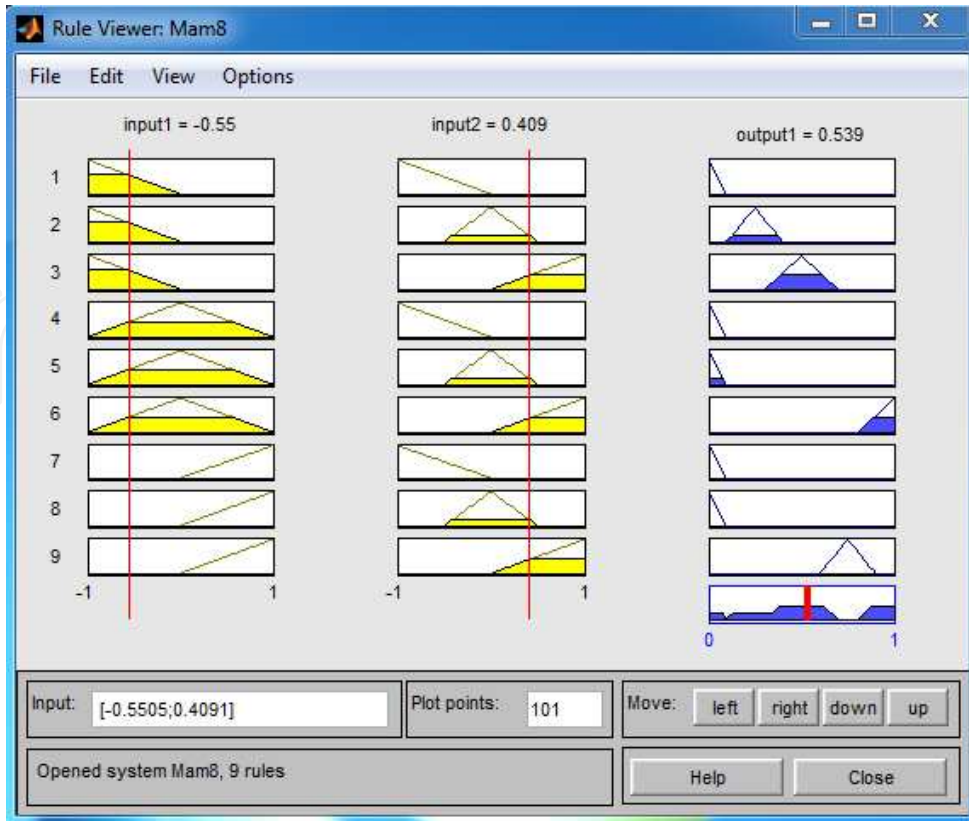 Rule Viewer: Mam8
File Edit View Options
input1 = -0.55 input2 = 0.409 output1 = 0.539
1
2
3
4
5
6
7
8
9
-1 1 -1 1
0 1
Input: [-0.5505;0.4091] Plot points: 101 Move: left right down up
Opened system Mam8, 9 rules Help Close